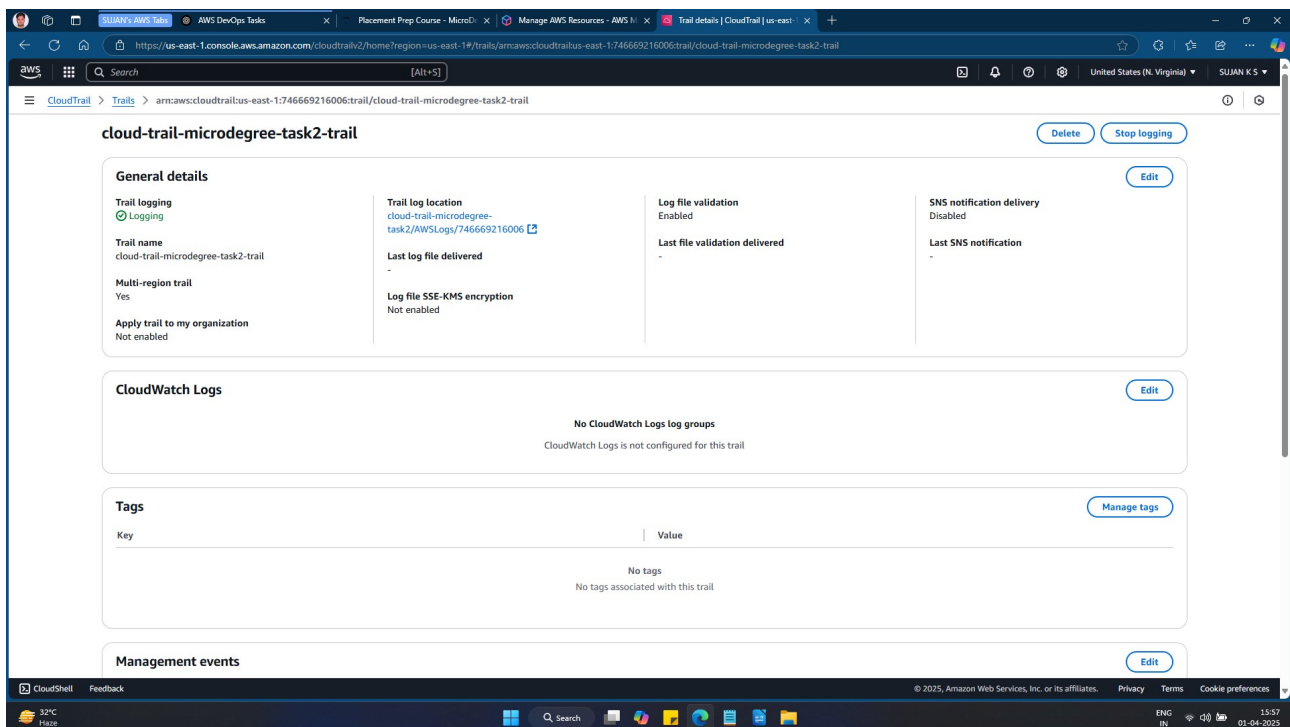 SUJAN's AWS Tabs
AWS DevOps Tasks
Placement Prep Course - MicroDe
Manage AWS Resources - AWS M
Trail details | CloudTrail | us-east-1
https://us-east-1.console.aws.amazon.com/cloudtrailv2/home?region=us-east-1#/trails/arn:aws:cloudtrail:us-east-1:746669216006:trail/cloud-trail-microdegree-task2-trail
aws
Search
[Alt+S]
United States (N. Virginia)
SUJAN K S
CloudTrail > Trails > arn:aws:cloudtrail:us-east-1:746669216006:trail/cloud-trail-microdegree-task2-trail
cloud-trail-microdegree-task2-trail
Delete
Stop logging
General details
Edit
Trail logging
Logging
Trail name
cloud-trail-microdegree-task2-trail
Multi-region trail
Yes
Apply trail to my organization
Not enabled
Trail log location
cloud-trail-microdegree-
task2/AWSLogs/746669216006
Last log file delivered
-
Log file SSE-KMS encryption
Not enabled
Log file validation
Enabled
Last file validation delivered
-
SNS notification delivery
Disabled
Last SNS notification
-
CloudWatch Logs
Edit
No CloudWatch Logs log groups
CloudWatch Logs is not configured for this trail
Tags
Manage tags
Key
Value
No tags
No tags associated with this trail
Management events
Edit
CloudShell
Feedback
© 2025, Amazon Web Services, Inc. or its affiliates.
Privacy
Terms
Cookie preferences
32°C
Haze
Search
ENG
IN
15:57
01-04-2025